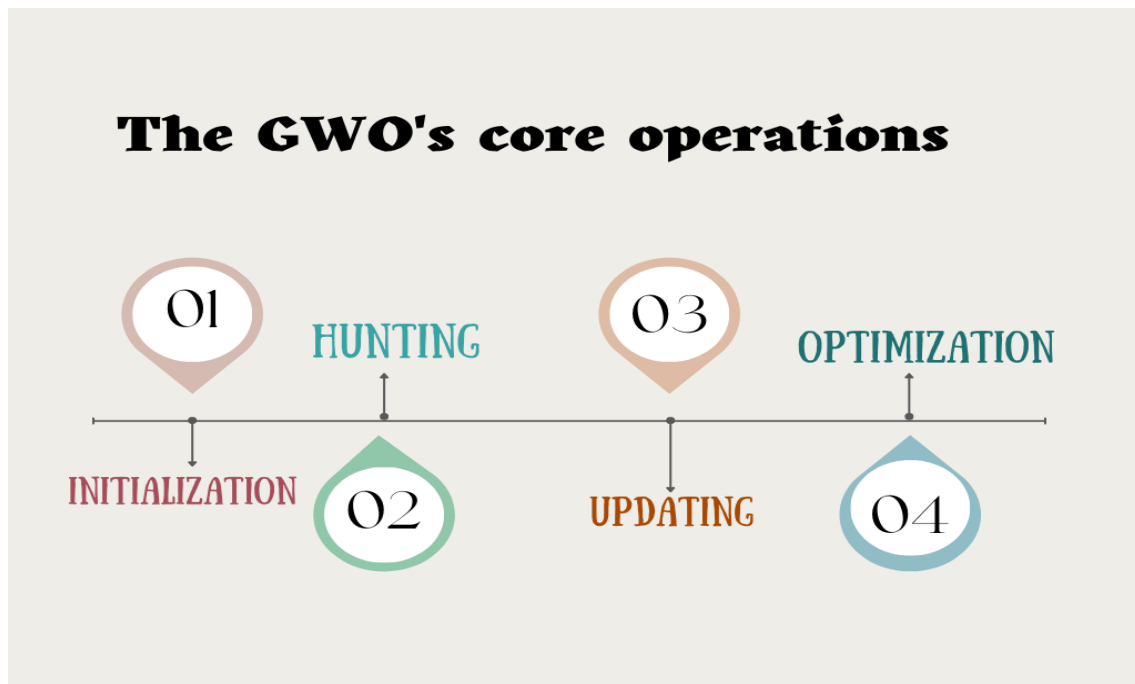 The GWO's core operations
01
INITIALIZATION
HUNTING
02
03
UPDATING
OPTIMIZATION
04